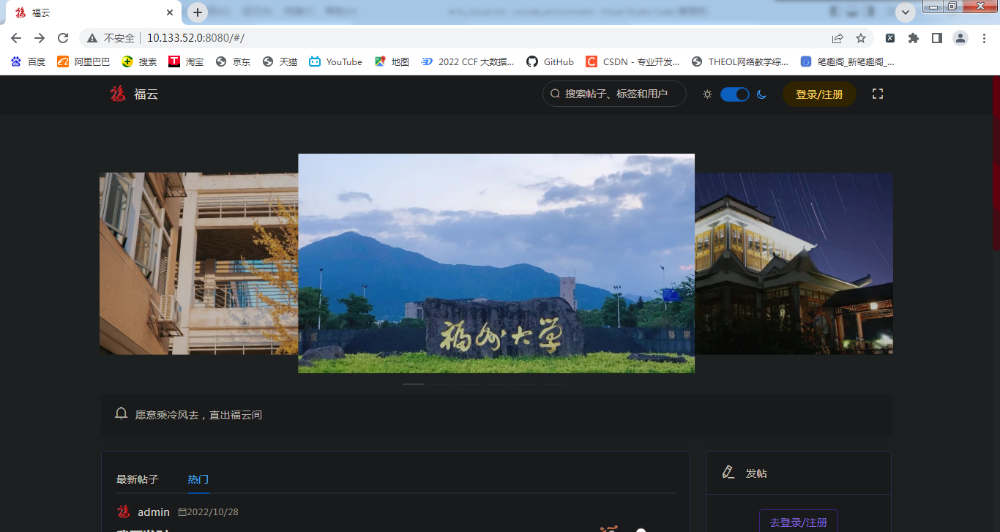 福云
不安全 10.133.52.0:8080/#/
百度 阿里巴巴 搜索 淘宝 京东 天猫 YouTube 地图 2022 CCF 大数据... GitHub CSDN - 专业开发... THEOL网络教学综... 笔趣阁_新笔趣阁_...
福云 搜索帖子、标签和用户 登录/注册
福州大学
愿意乘冷风去，直出福云间
最新帖子 热门
发帖
admin 2022/10/28
去登录/注册